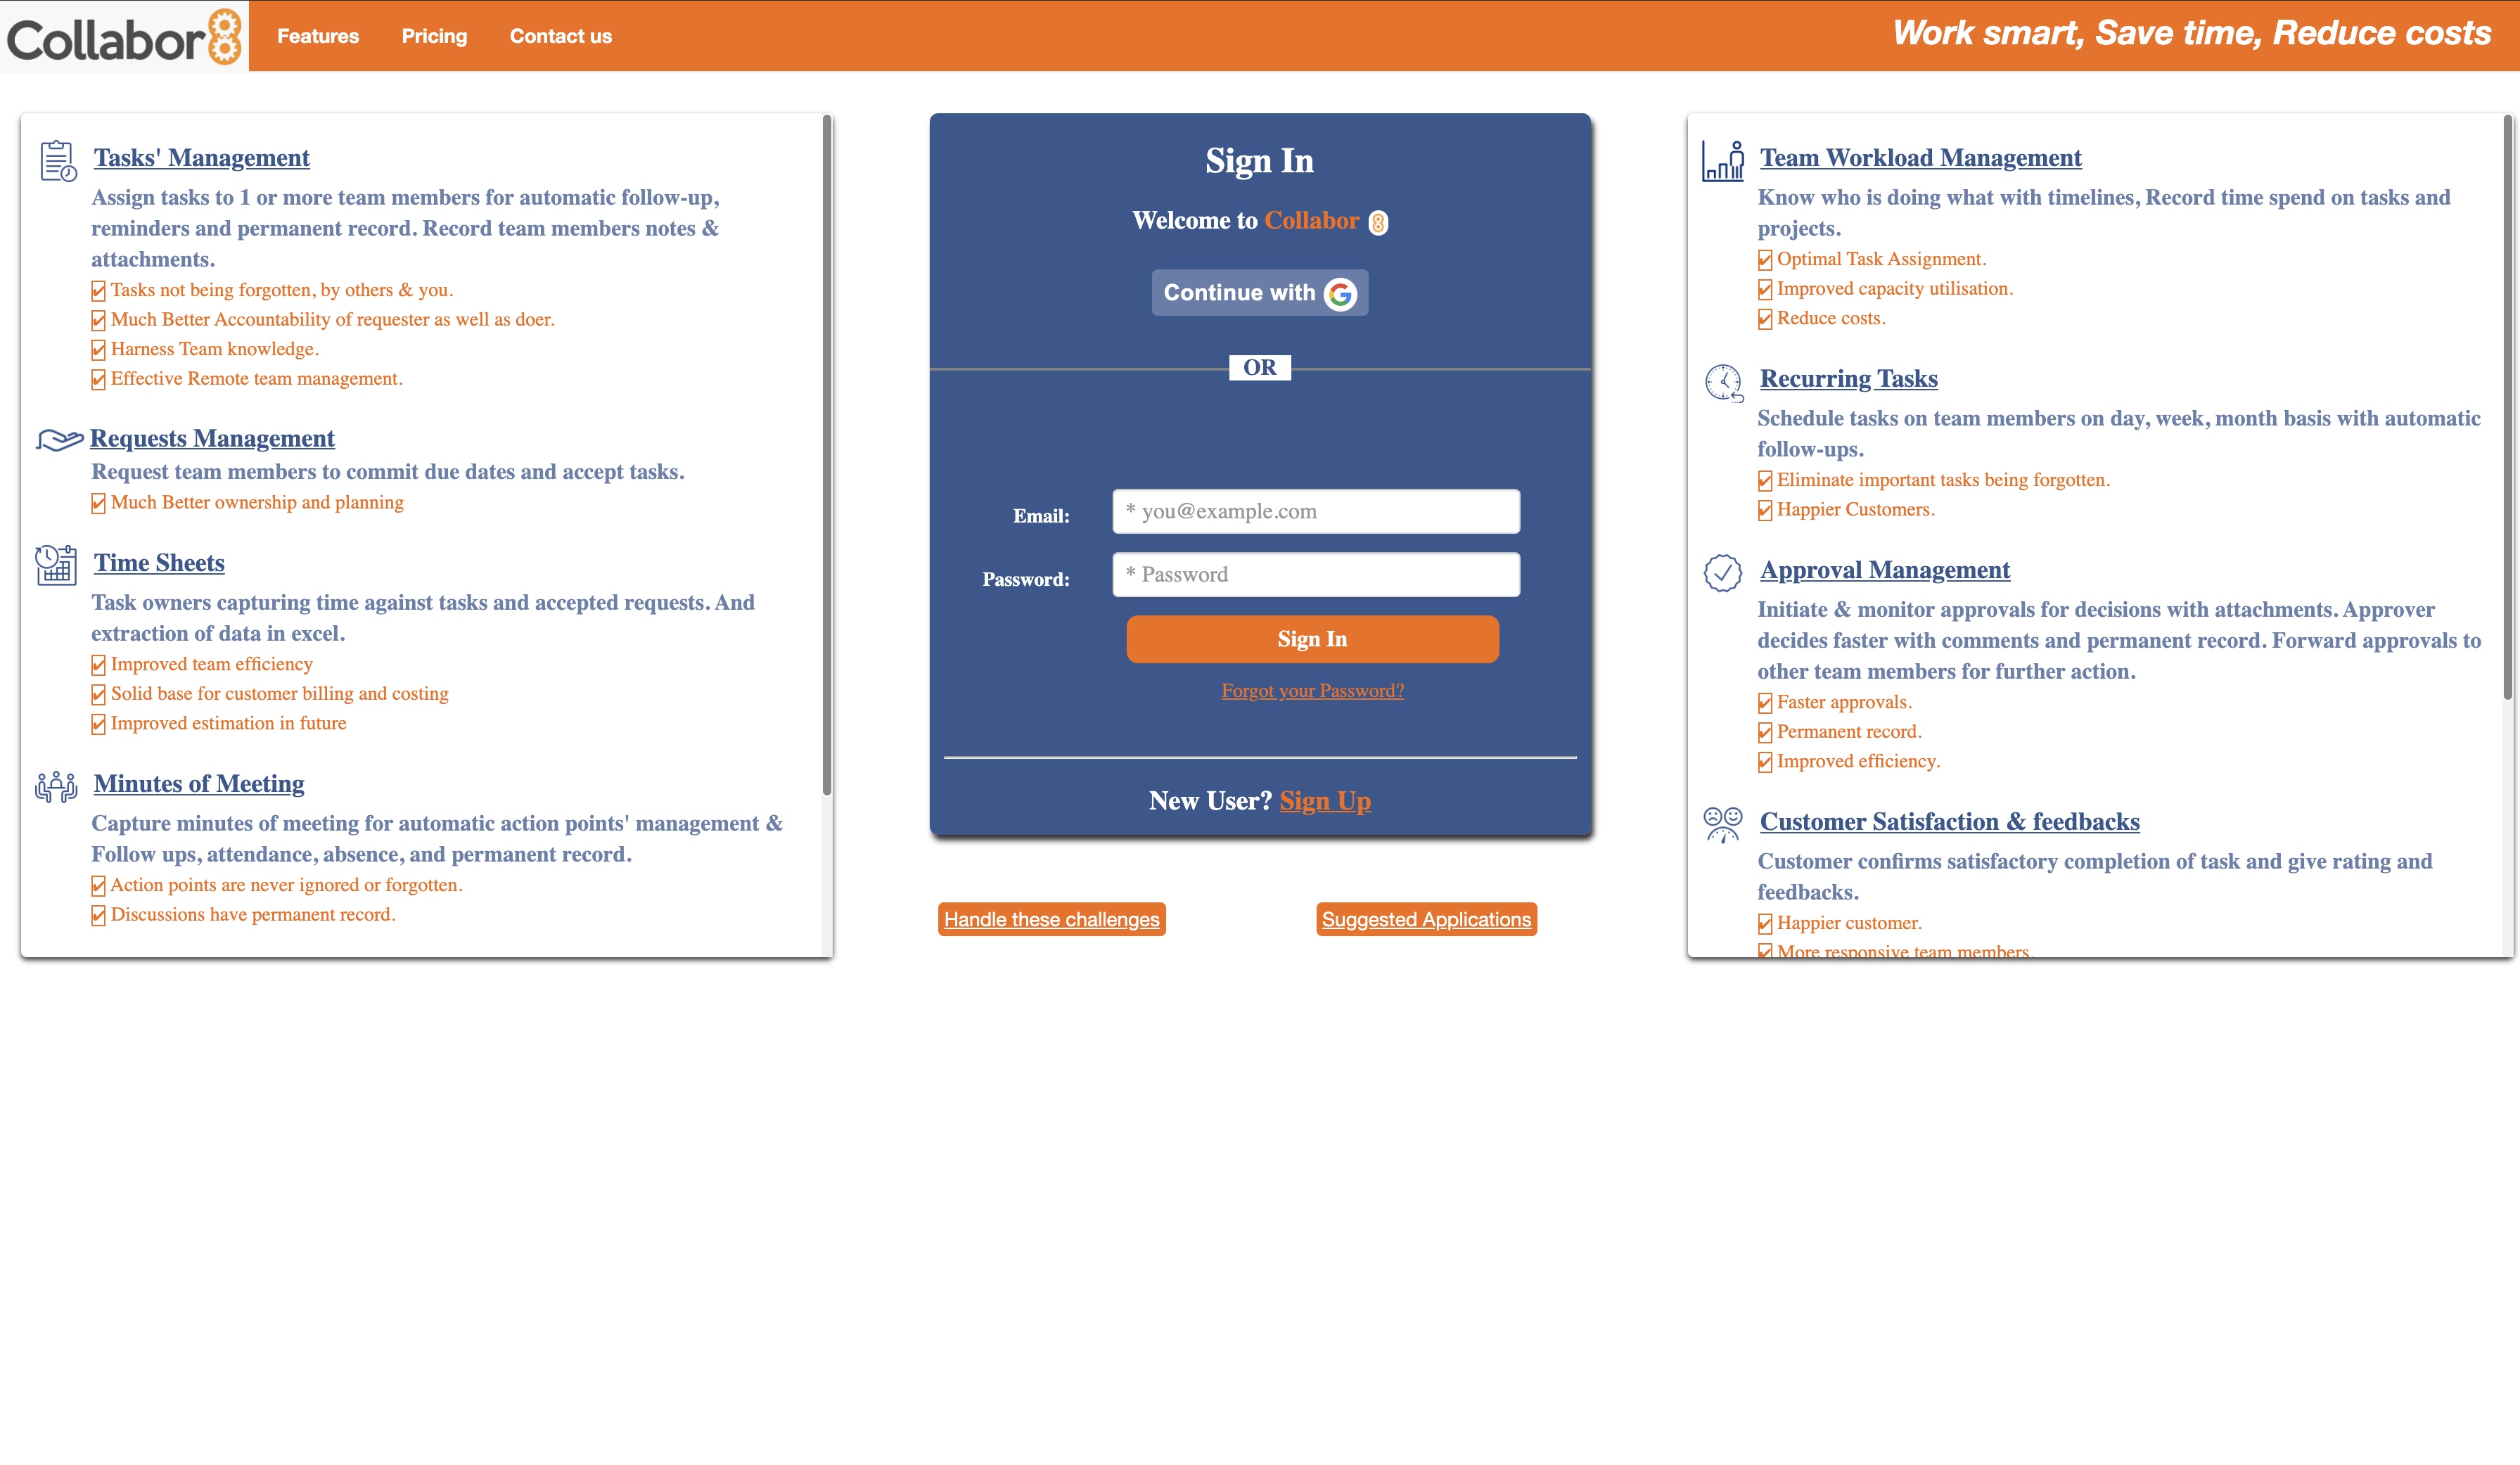 Collabor8
Features
Pricing
Contact us
Work smart, Save time, Reduce costs
Tasks' Management
Assign tasks to 1 or more team members for automatic follow-up,
reminders and permanent record. Record team members notes &
attachments.
Tasks not being forgotten, by others & you.
Much Better Accountability of requester as well as doer.
Harness Team knowledge.
Effective Remote team management.
Requests Management
Request team members to commit due dates and accept tasks.
Much Better ownership and planning
Time Sheets
Task owners capturing time against tasks and accepted requests. And
extraction of data in excel.
Improved team efficiency
Solid base for customer billing and costing
Improved estimation in future
Minutes of Meeting
Capture minutes of meeting for automatic action points' management &
Follow ups, attendance, absence, and permanent record.
Action points are never ignored or forgotten.
Discussions have permanent record.
Sign In
Welcome to Collabor 8
Continue with G
OR
Email:
* you@example.com
Password:
* Password
Sign In
Forgot your Password?
New User? Sign Up
Handle these challenges
Suggested Applications
Team Workload Management
Know who is doing what with timelines, Record time spend on tasks and
projects.
Optimal Task Assignment.
Improved capacity utilisation.
Reduce costs.
Recurring Tasks
Schedule tasks on team members on day, week, month basis with automatic
follow-ups.
Eliminate important tasks being forgotten.
Happier Customers.
Approval Management
Initiate & monitor approvals for decisions with attachments. Approver
decides faster with comments and permanent record. Forward approvals to
other team members for further action.
Faster approvals.
Permanent record.
Improved efficiency.
Customer Satisfaction & feedbacks
Customer confirms satisfactory completion of task and give rating and
feedbacks.
Happier customer.
More responsive team members.